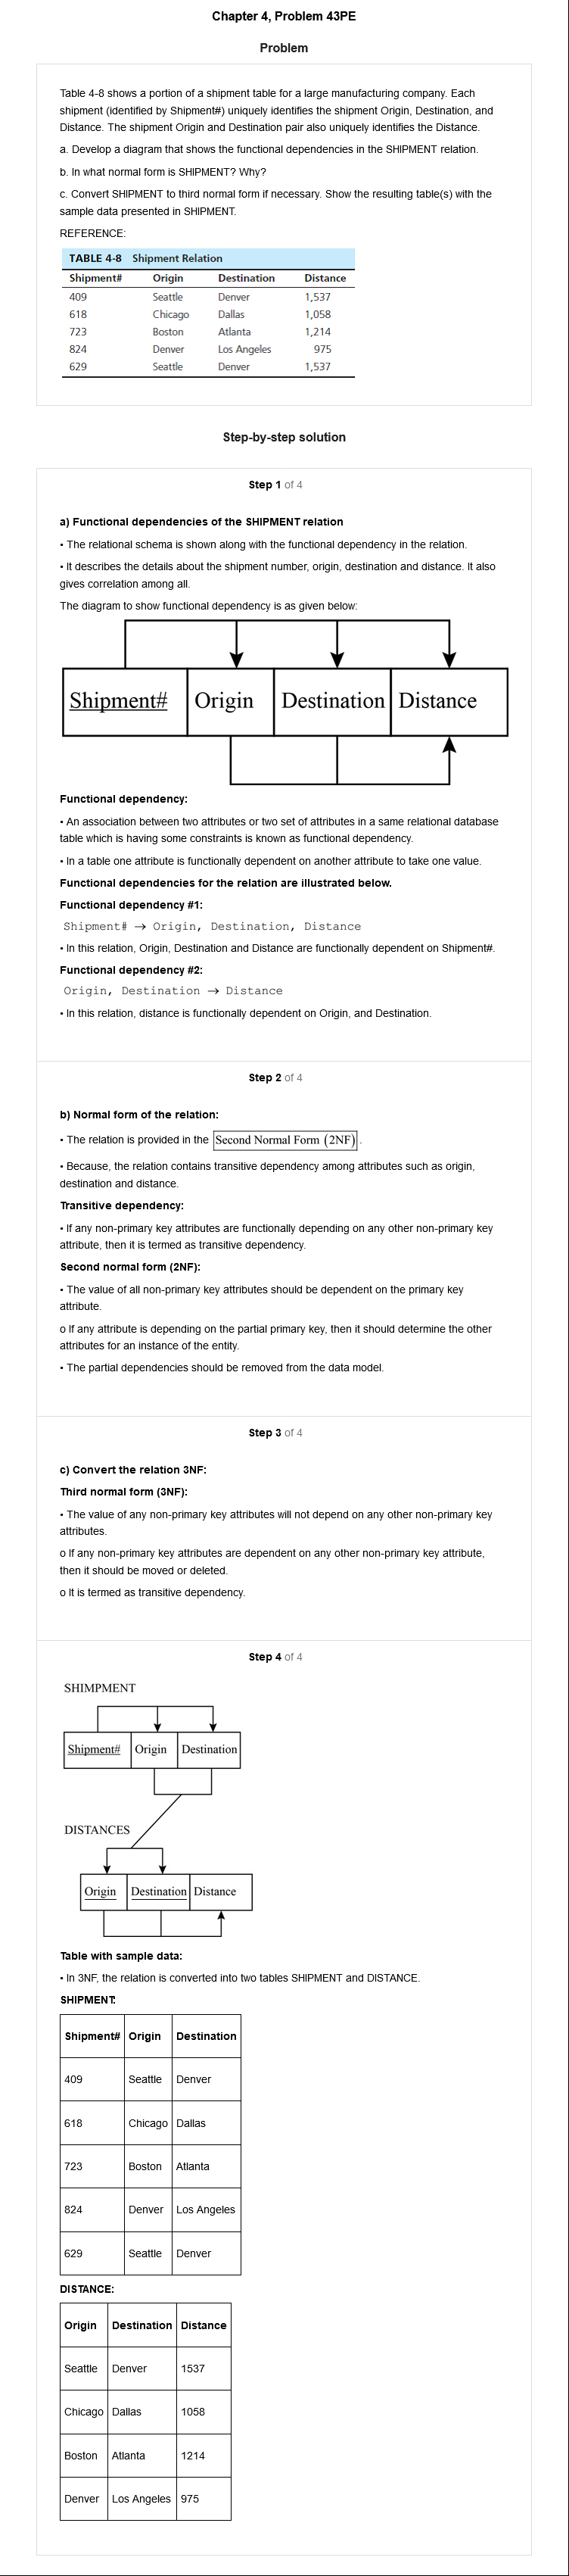 Chapter 4, Problem 43PE
Problem
Table 4-8 shows a portion of a shipment table for a large manufacturing company. Each
shipment (identified by Shipment#) uniquely identifies the shipment Origin, Destination, and
Distance. The shipment Origin and Destination pair also uniquely identifies the Distance.
a. Develop a diagram that shows the functional dependencies in the SHIPMENT relation.
b. In what normal form is SHIPMENT? Why?
c. Convert SHIPMENT to third normal form if necessary. Show the resulting table(s) with the
sample data presented in SHIPMENT.
REFERENCE:
TABLE 4-8 Shipment Relation
Shipment# Origin Destination Distance
409 Seattle Denver 1,537
618 Chicago Dallas 1,058
723 Boston Atlanta 1,214
824 Denver Los Angeles 975
629 Seattle Denver 1,537
Step-by-step solution
Step 1 of 4
a) Functional dependencies of the SHIPMENT relation
• The relational schema is shown along with the functional dependency in the relation.
• It describes the details about the shipment number, origin, destination and distance. It also
gives correlation among all.
The diagram to show functional dependency is as given below:
Shipment# Origin Destination Distance
Functional dependency:
• An association between two attributes or two set of attributes in a same relational database
table which is having some constraints is known as functional dependency.
• In a table one attribute is functionally dependent on another attribute to take one value.
Functional dependencies for the relation are illustrated below.
Functional dependency #1:
Shipment# → Origin, Destination, Distance
• In this relation, Origin, Destination and Distance are functionally dependent on Shipment#.
Functional dependency #2:
Origin, Destination → Distance
• In this relation, distance is functionally dependent on Origin, and Destination.
Step 2 of 4
b) Normal form of the relation:
• The relation is provided in the Second Normal Form (2NF).
• Because, the relation contains transitive dependency among attributes such as origin,
destination and distance.
Transitive dependency:
• If any non-primary key attributes are functionally depending on any other non-primary key
attribute, then it is termed as transitive dependency.
Second normal form (2NF):
• The value of all non-primary key attributes should be dependent on the primary key
attribute.
o If any attribute is depending on the partial primary key, then it should determine the other
attributes for an instance of the entity.
• The partial dependencies should be removed from the data model.
Step 3 of 4
c) Convert the relation 3NF:
Third normal form (3NF):
• The value of any non-primary key attributes will not depend on any other non-primary key
attributes.
o If any non-primary key attributes are dependent on any other non-primary key attribute,
then it should be moved or deleted.
o It is termed as transitive dependency.
Step 4 of 4
SHIMPMENT
Shipment# Origin Destination
DISTANCES
Origin Destination Distance
Table with sample data:
• In 3NF, the relation is converted into two tables SHIPMENT and DISTANCE.
SHIPMENT:
Shipment# Origin Destination
409 Seattle Denver
618 Chicago Dallas
723 Boston Atlanta
824 Denver Los Angeles
629 Seattle Denver
DISTANCE:
Origin Destination Distance
Seattle Denver 1537
Chicago Dallas 1058
Boston Atlanta 1214
Denver Los Angeles 975